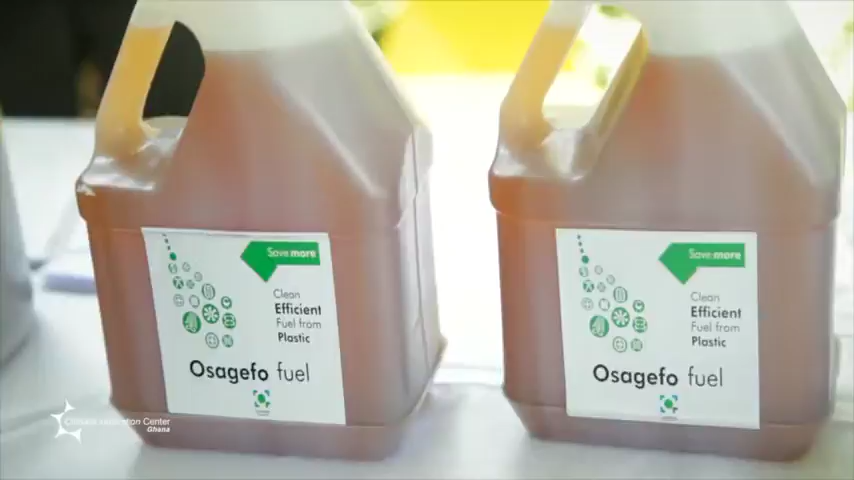 Save more
Clean
Efficient
Fuel from
Plastic
Osagefo fuel
Save more
Clean
Efficient
Fuel from
Plastic
Osagefo fuel
Climate Innovation Center
Ghana